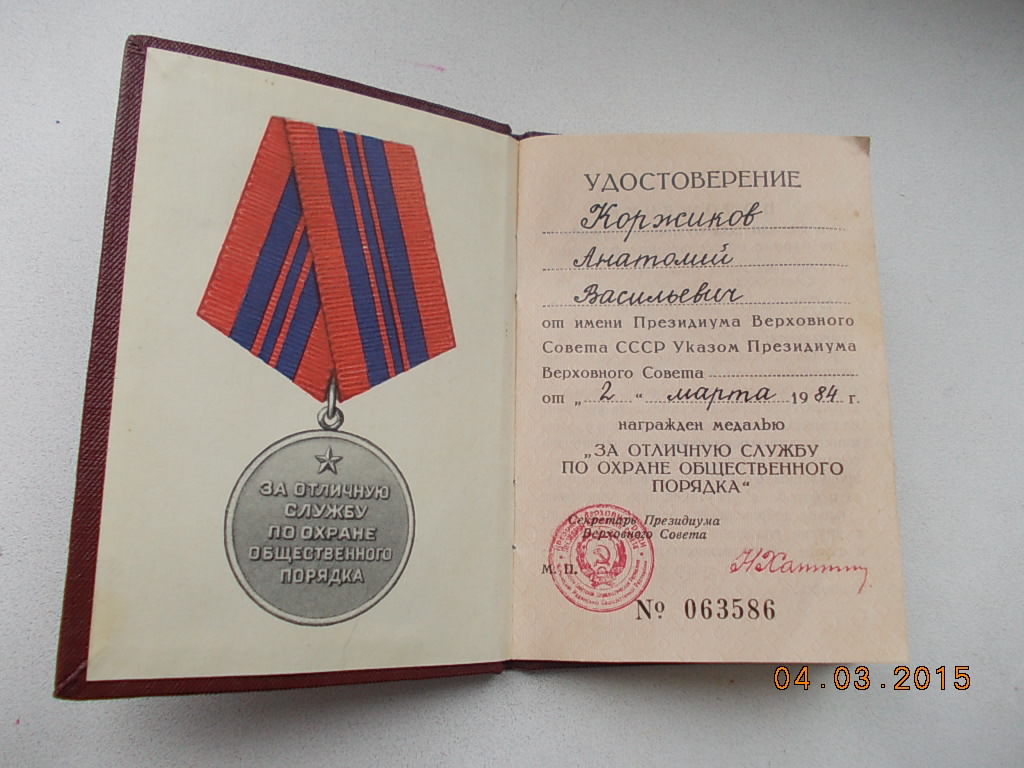 ЗА ОТЛИЧНУЮ
СЛУЖБУ
ПО ОХРАНЕ
ОБЩЕСТВЕННОГО
ПОРЯДКА
УДОСТОВЕРЕНИЕ
Коржиков
Анатолий
Васильевич
от имени Президиума Верховного
Совета СССР Указом Президиума
Верховного Совета
от „ 2 “ марта 1984 г.
награжден медалью
„ЗА ОТЛИЧНУЮ СЛУЖБУ
ПО ОХРАНЕ ОБЩЕСТВЕННОГО
ПОРЯДКА“
Секретарь Президиума
Верховного Совета
М. П.
№ 063586
04.03.2015